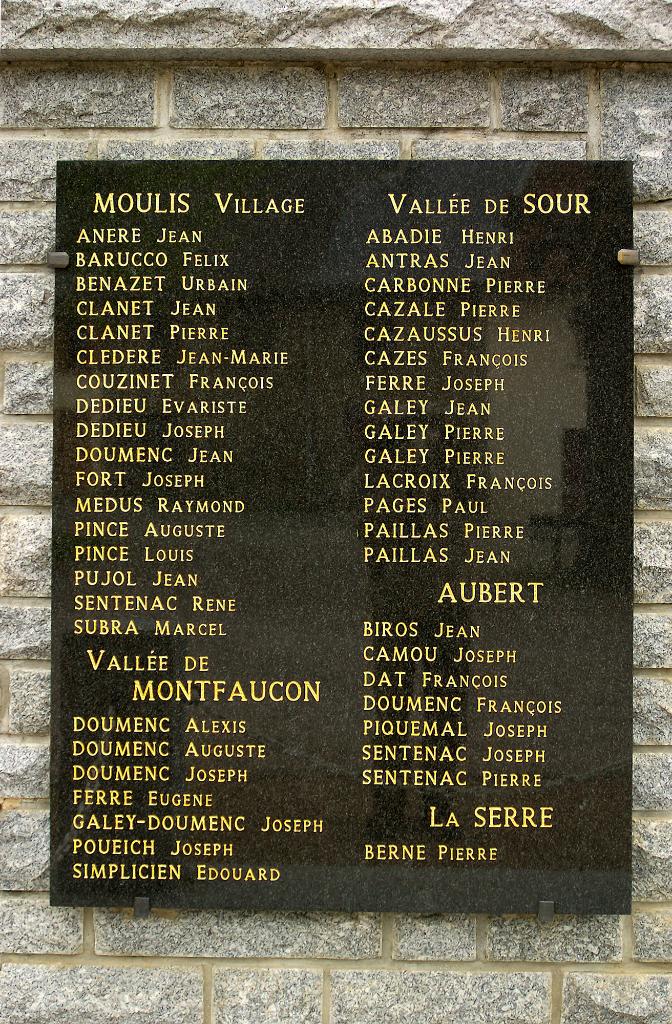 MOULIS VILLAGE
ANERE JEAN
BARUCCO FELIX
BENAZET URBAIN
CLANET JEAN
CLANET PIERRE
CLEDERE JEAN-MARIE
COUZINET FRANÇOIS
DEDIEU EVARISTE
DEDIEU JOSEPH
DOUMENC JEAN
FORT JOSEPH
MEDUS RAYMOND
PINCE AUGUSTE
PINCE LOUIS
PUJOL JEAN
SENTENAC RENE
SUBRA MARCEL
VALLÉE DE
MONTFAUCON
DOUMENC ALEXIS
DOUMENC AUGUSTE
DOUMENC JOSEPH
FERRE EUGENE
GALEY-DOUMENC JOSEPH
POUEICH JOSEPH
SIMPLICIEN EDOUARD
VALLÉE DE SOUR
ABADIE HENRI
ANTRAS JEAN
CARBONNE PIERRE
CAZALE PIERRE
CAZAUSSUS HENRI
CAZES FRANÇOIS
FERRE JOSEPH
GALEY JEAN
GALEY PIERRE
GALEY PIERRE
LACROIX FRANÇOIS
PAGES PAUL
PAILLAS PIERRE
PAILLAS JEAN
AUBERT
BIROS JEAN
CAMOU JOSEPH
DAT FRANÇOIS
DOUMENC FRANÇOIS
PIQUEMAL JOSEPH
SENTENAC JOSEPH
SENTENAC PIERRE
LA SERRE
BERNE PIERRE